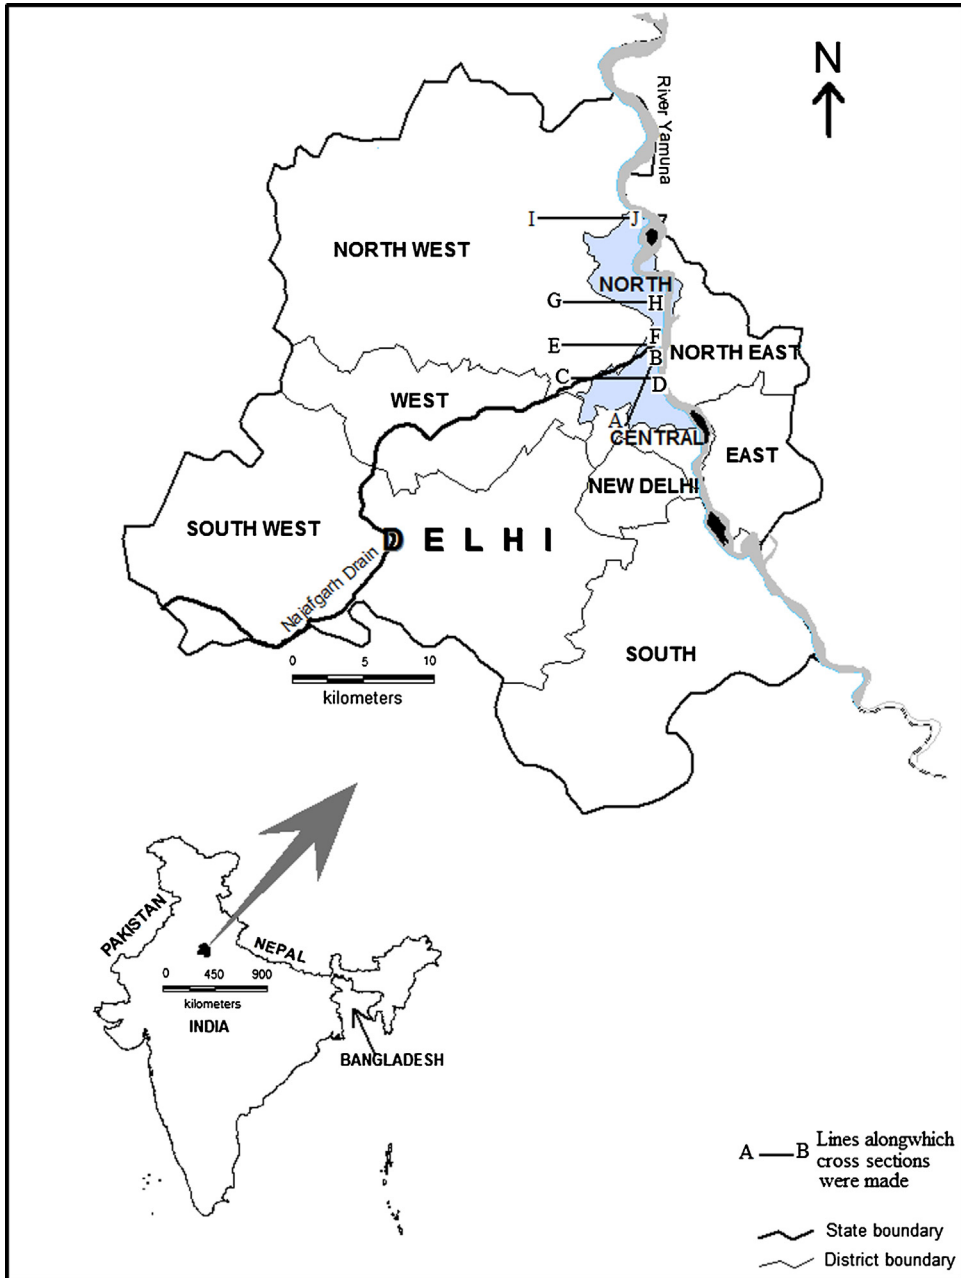 N
River Yamuna
I
J
NORTH WEST
NORTH
G
H
F
E
B
NORTH EAST
C
D
WEST
A
CENTRAL
EAST
NEW DELHI
SOUTH WEST
DELHI
Najafgarh Drain
SOUTH
0 5 10
kilometers
PAKISTAN
NEPAL
0 450 900
kilometers
INDIA
BANGLADESH
A B Lines alongwhich
cross sections
were made
State boundary
District boundary